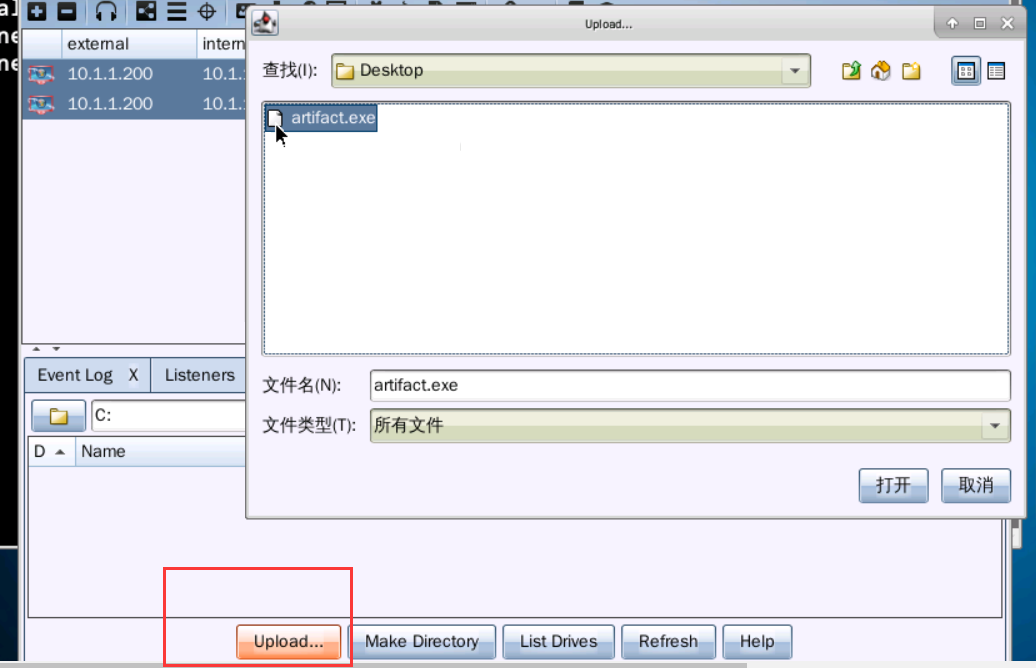 a]
ne
ne
Upload...
external
intern
查找(I):
Desktop
10.1.1.200
10.1.
10.1.1.200
10.1.
artifact.exe
Event Log X
Listeners
文件名(N):
artifact.exe
C:
文件类型(T):
所有文件
D
Name
打开
取消
Upload...
Make Directory
List Drives
Refresh
Help